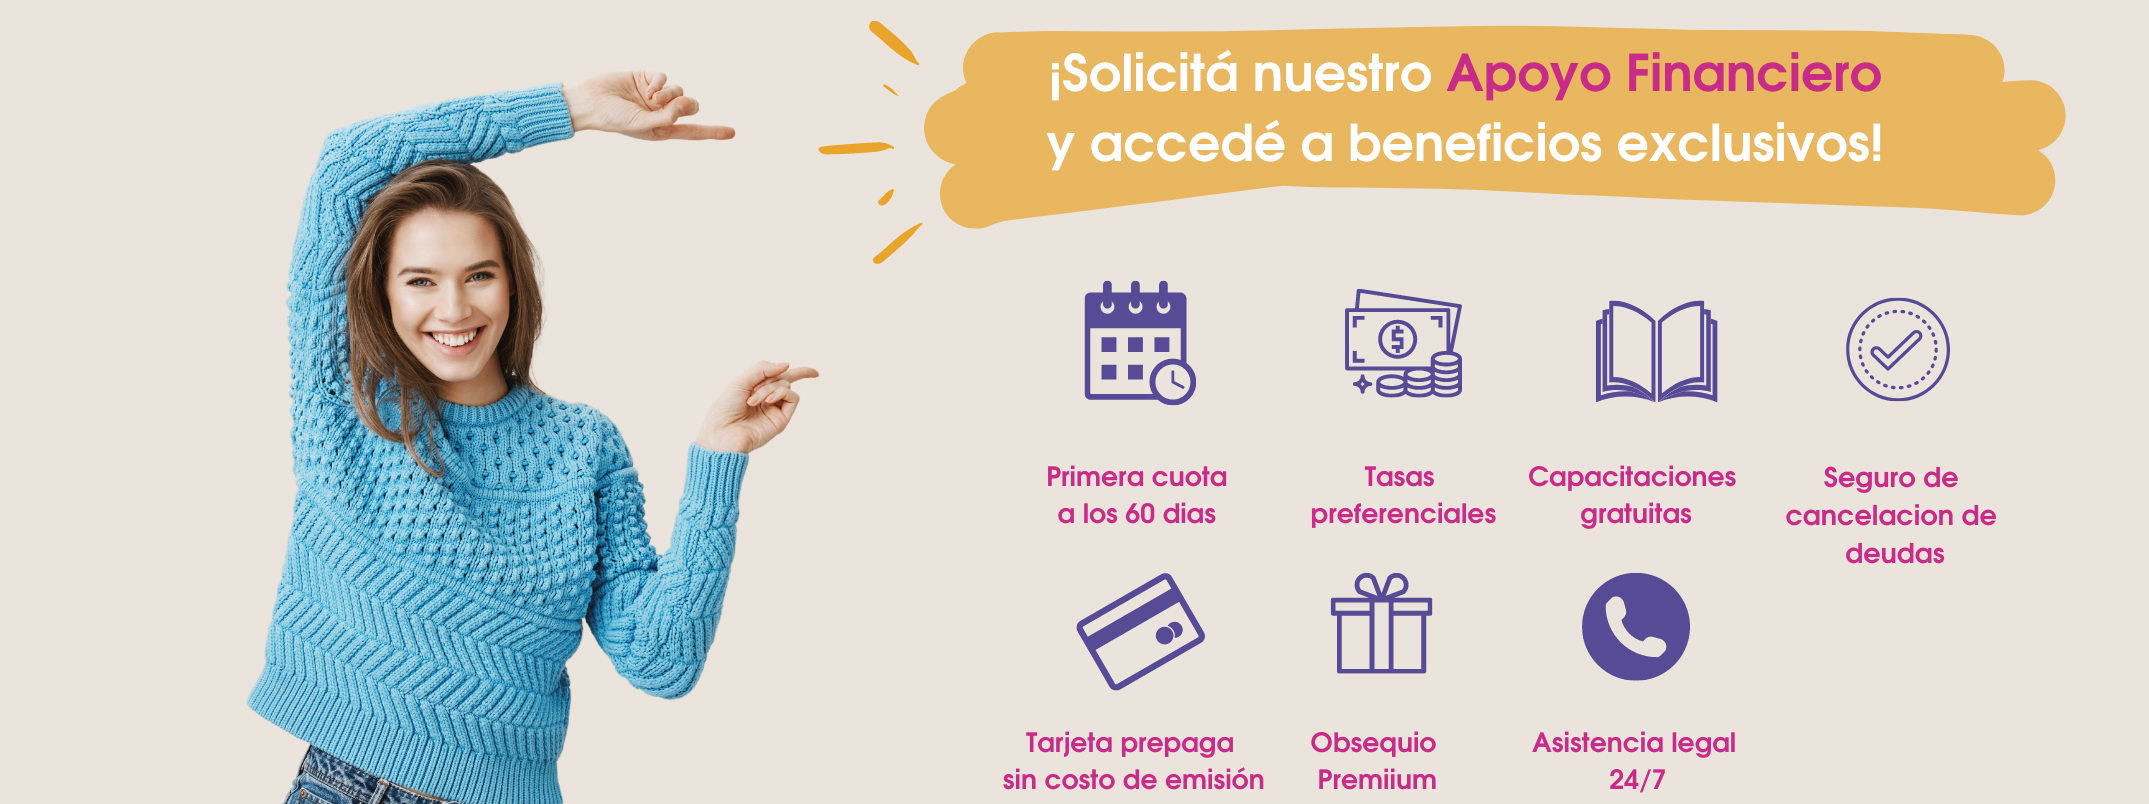 ¡Solicitá nuestro Apoyo Financiero
y accedé a beneficios exclusivos!
Primera cuota
a los 60 dias
Tasas
preferenciales
Capacitaciones
gratuitas
Seguro de
cancelacion de
deudas
Tarjeta prepaga
sin costo de emisión
Obsequio
Premiium
Asistencia legal
24/7